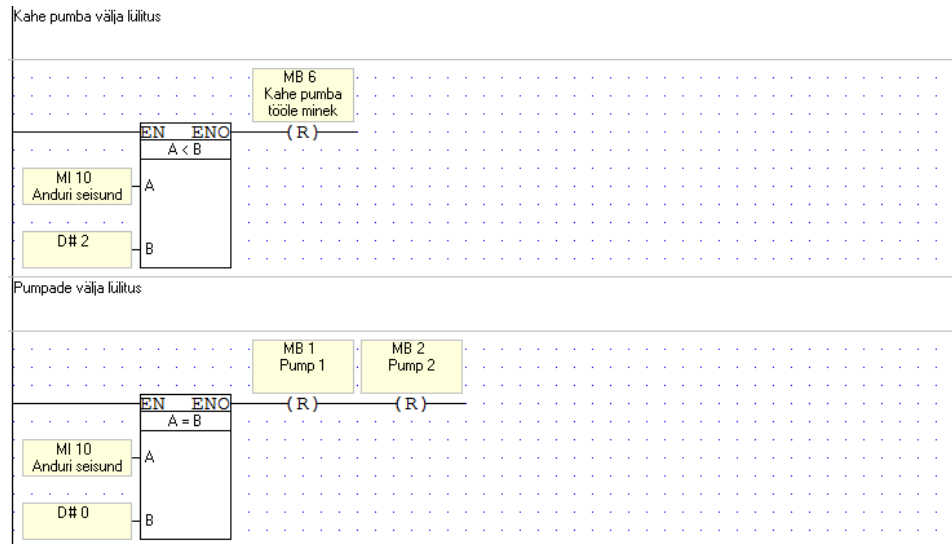 Kahe pumba välja lülitus
MB 6
Kahe pumba
tööle minek
EN ENO
( R )
A < B
MI 10
Anduri seisund
A
D# 2
B
Pumpade välja lülitus
MB 1
Pump 1
MB 2
Pump 2
EN ENO
( R )
( R )
A = B
MI 10
Anduri seisund
A
D# 0
B